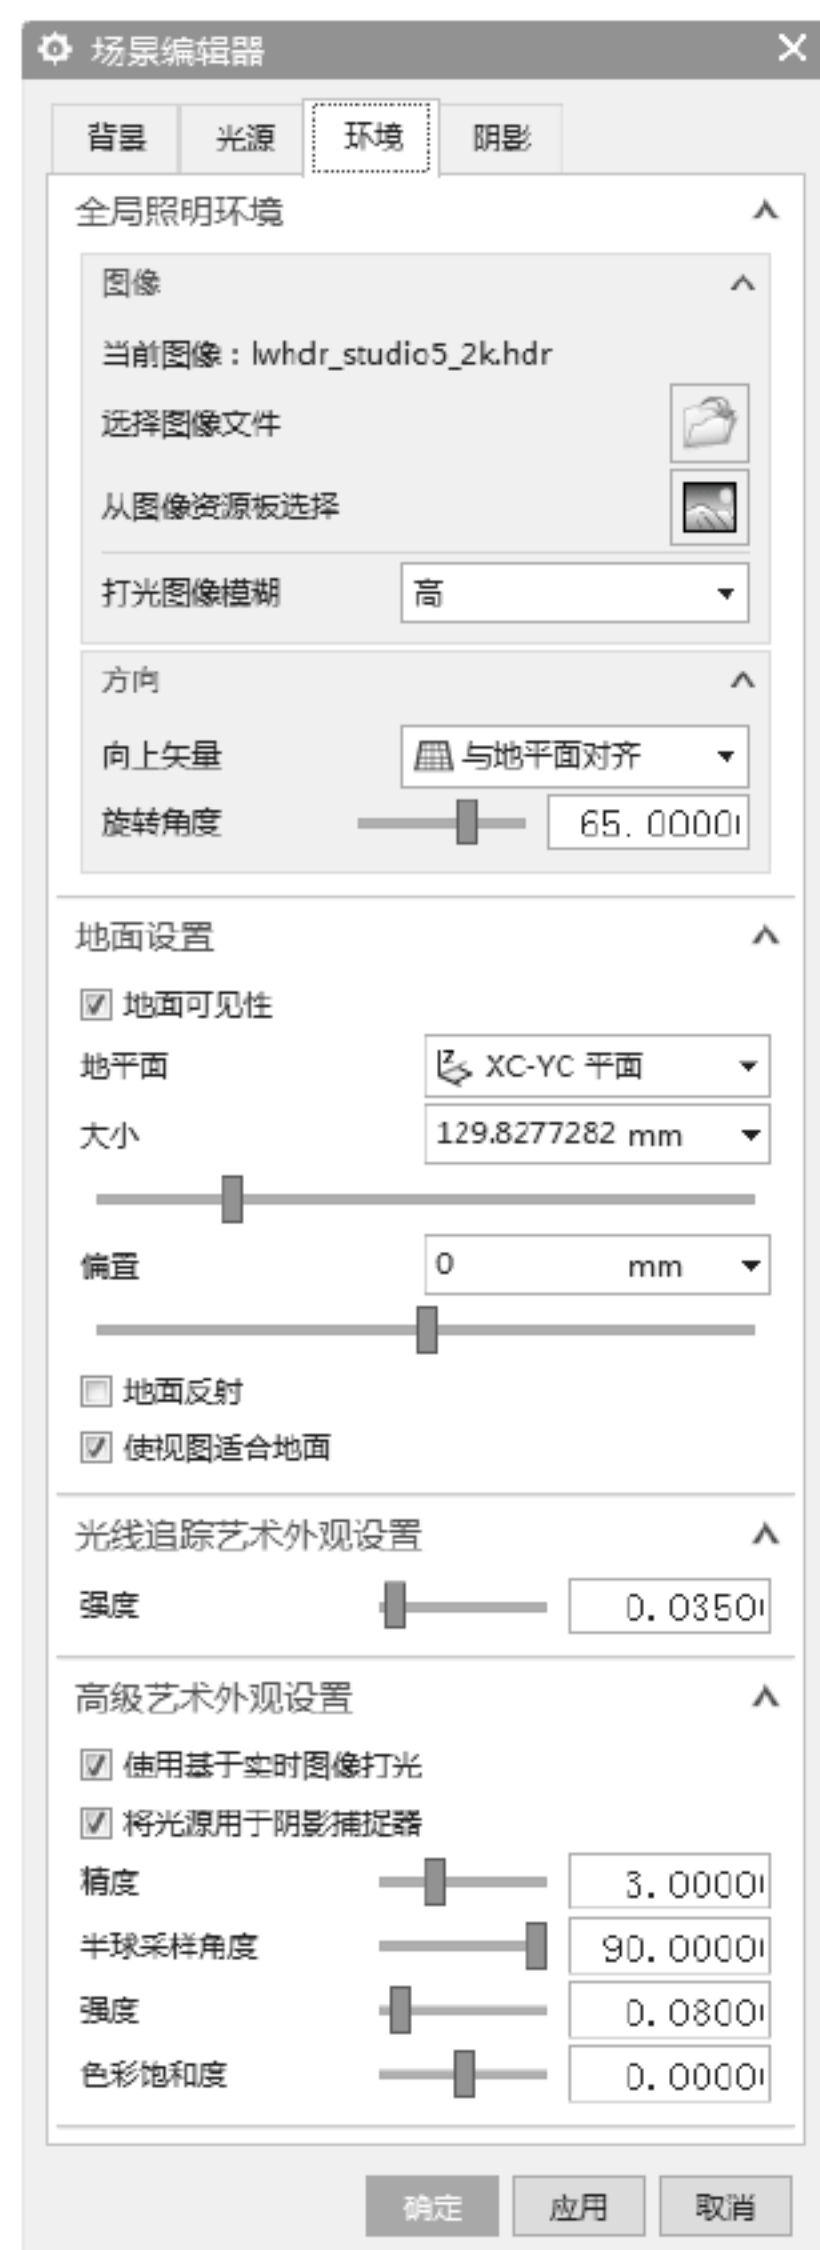 场景编辑器
背景 光源 环境 阴影
全局照明环境
图像
当前图像：lwhdr_studio5_2k.hdr
选择图像文件
从图像资源板选择
打光图像模糊 高
方向
向上矢量 与地平面对齐
旋转角度 65.0000
地面设置
地面可见性
地平面 XC-YC 平面
大小 129.8277282 mm
偏置 0 mm
地面反射
使视图适合地面
光线追踪艺术外观设置
强度 0.0350
高级艺术外观设置
使用基于实时图像打光
将光源用于阴影捕捉器
精度 3.0000
半球采样角度 90.0000
强度 0.0800
色彩饱和度 0.0000
确定 应用 取消